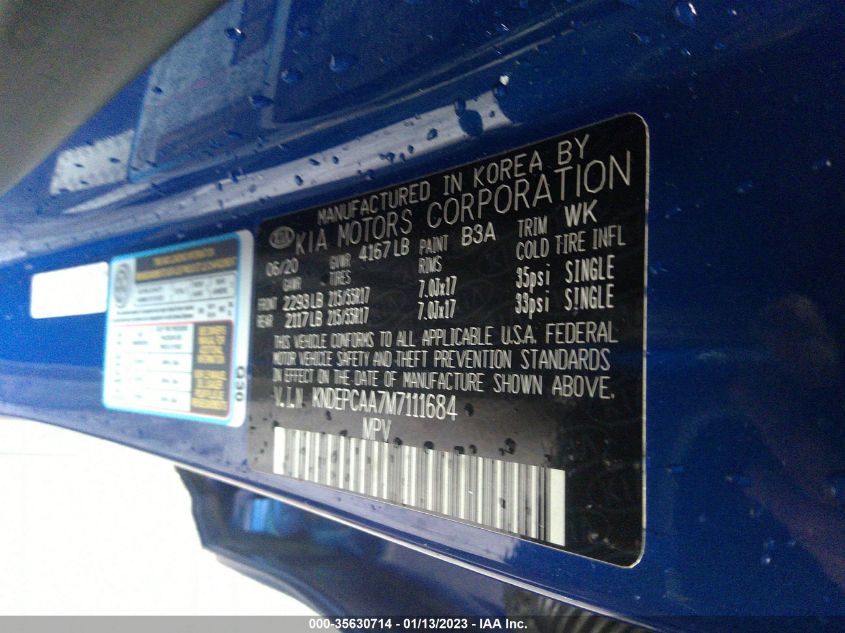 KIA
MANUFACTURED IN KOREA BY
KIA MOTORS CORPORATION
06/20 GVWR 4167 LB PAINT B3A TRIM WK
GAWR TIRES RIMS COLD TIRE INFL
FRONT 2293 LB 215/55R17 7.0JX17 35psi SINGLE
REAR 2117 LB 215/55R17 7.0JX17 33psi SINGLE
THIS VEHICLE CONFORMS TO ALL APPLICABLE U.S.A. FEDERAL
MOTOR VEHICLE SAFETY AND THEFT PREVENTION STANDARDS
IN EFFECT ON THE DATE OF MANUFACTURE SHOWN ABOVE.
V.I.N KNDEPCAA7M7111684
MPV
Q30
000-35630714 - 01/13/2023 - IAA Inc.